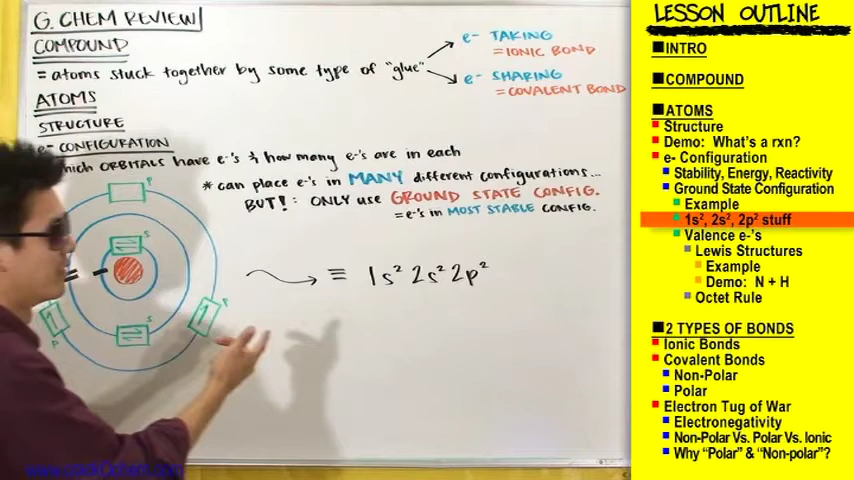 G. CHEM REVIEW
COMPOUND
= atoms stuck together by some type of "glue"
e- TAKING
= IONIC BOND
e- SHARING
= COVALENT BOND
ATOMS
STRUCTURE
e- CONFIGURATION
which ORBITALS have e-'s & how many e-'s are in each
* can place e-'s in MANY different configurations...
BUT!: ONLY use GROUND STATE CONFIG.
= e-'s in MOST STABLE CONFIG.
P
S
≡ 1s² 2s² 2p²
P
S
P
LESSON OUTLINE
INTRO
COMPOUND
ATOMS
Structure
Demo: What's a rxn?
e- Configuration
Stability, Energy, Reactivity
Ground State Configuration
Example
1s², 2s², 2p² stuff
Valence e-'s
Lewis Structures
Example
Demo: N + H
Octet Rule
2 TYPES OF BONDS
Ionic Bonds
Covalent Bonds
Non-Polar
Polar
Electron Tug of War
Electronegativity
Non-Polar Vs. Polar Vs. Ionic
Why "Polar" & "Non-polar"?